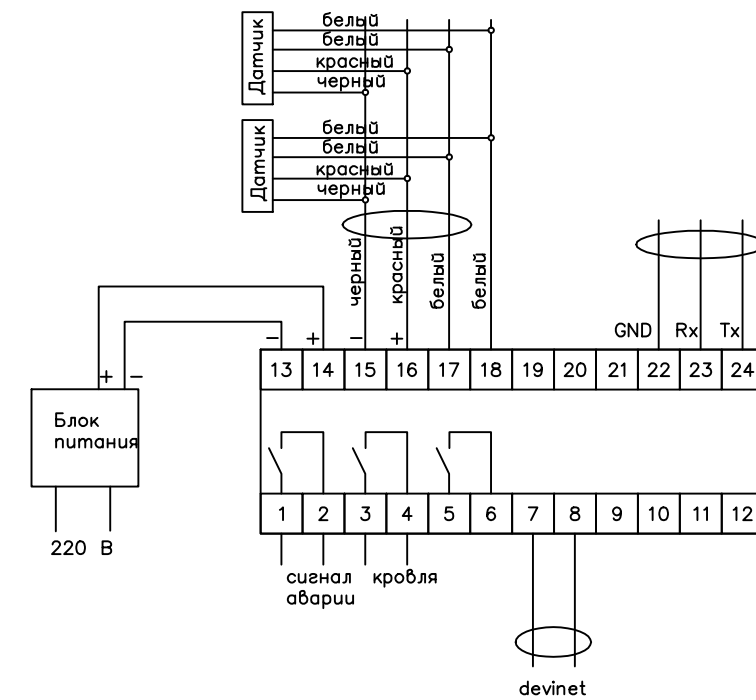 Датчик
белый
белый
красный
черный
Датчик
белый
белый
красный
черный
черный
красный
белый
белый
GND Rx Tx
− + − +
13 14 15 16 17 18 19 20 21 22 23 24
+ −
Блок
питания
220 В
1 2 3 4 5 6 7 8 9 10 11 12
сигнал
аварии
кровля
devinet